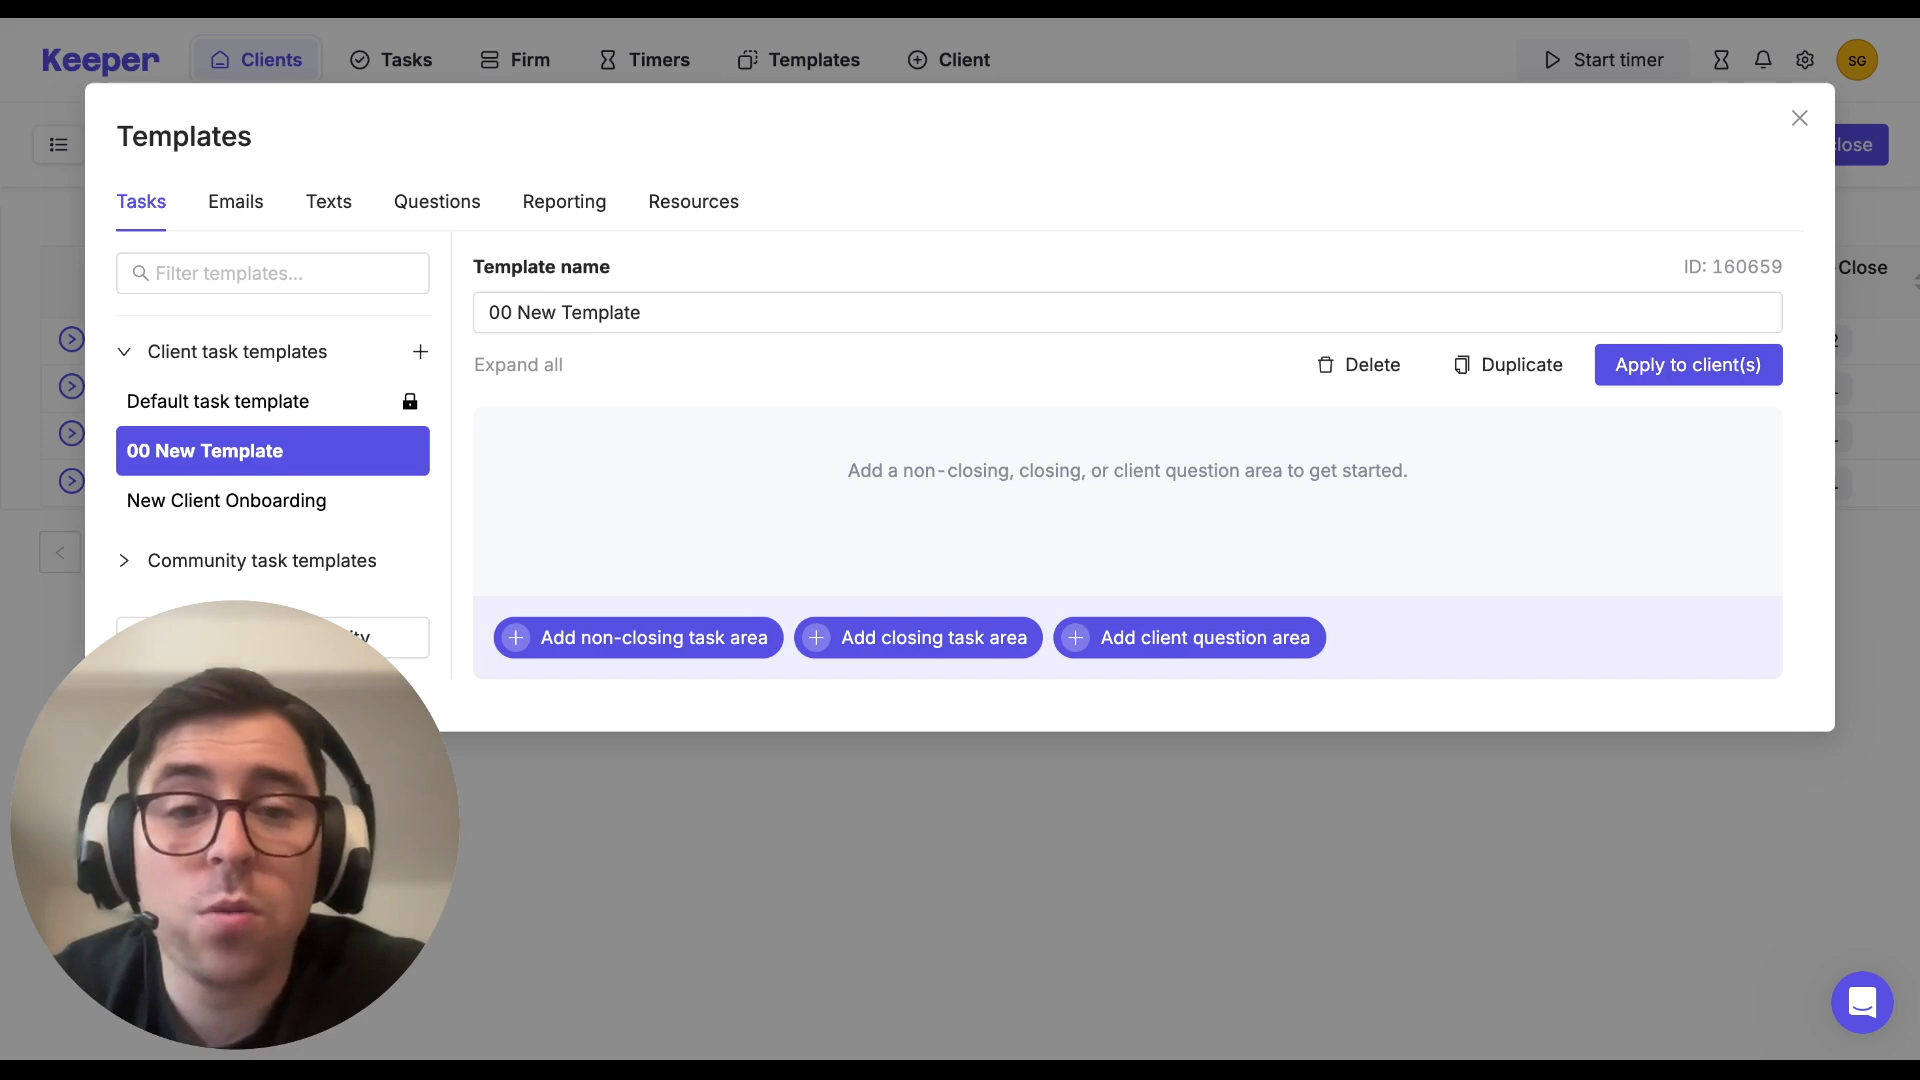 Keeper
Clients
Tasks
Firm
Timers
Templates
Client
Start timer
SG
Templates
Tasks
Emails
Texts
Questions
Reporting
Resources
Filter templates...
Client task templates
Default task template
00 New Template
New Client Onboarding
Community task templates
Template name
ID: 160659
00 New Template
Expand all
Delete
Duplicate
Apply to client(s)
Add a non-closing, closing, or client question area to get started.
Add non-closing task area
Add closing task area
Add client question area
Close